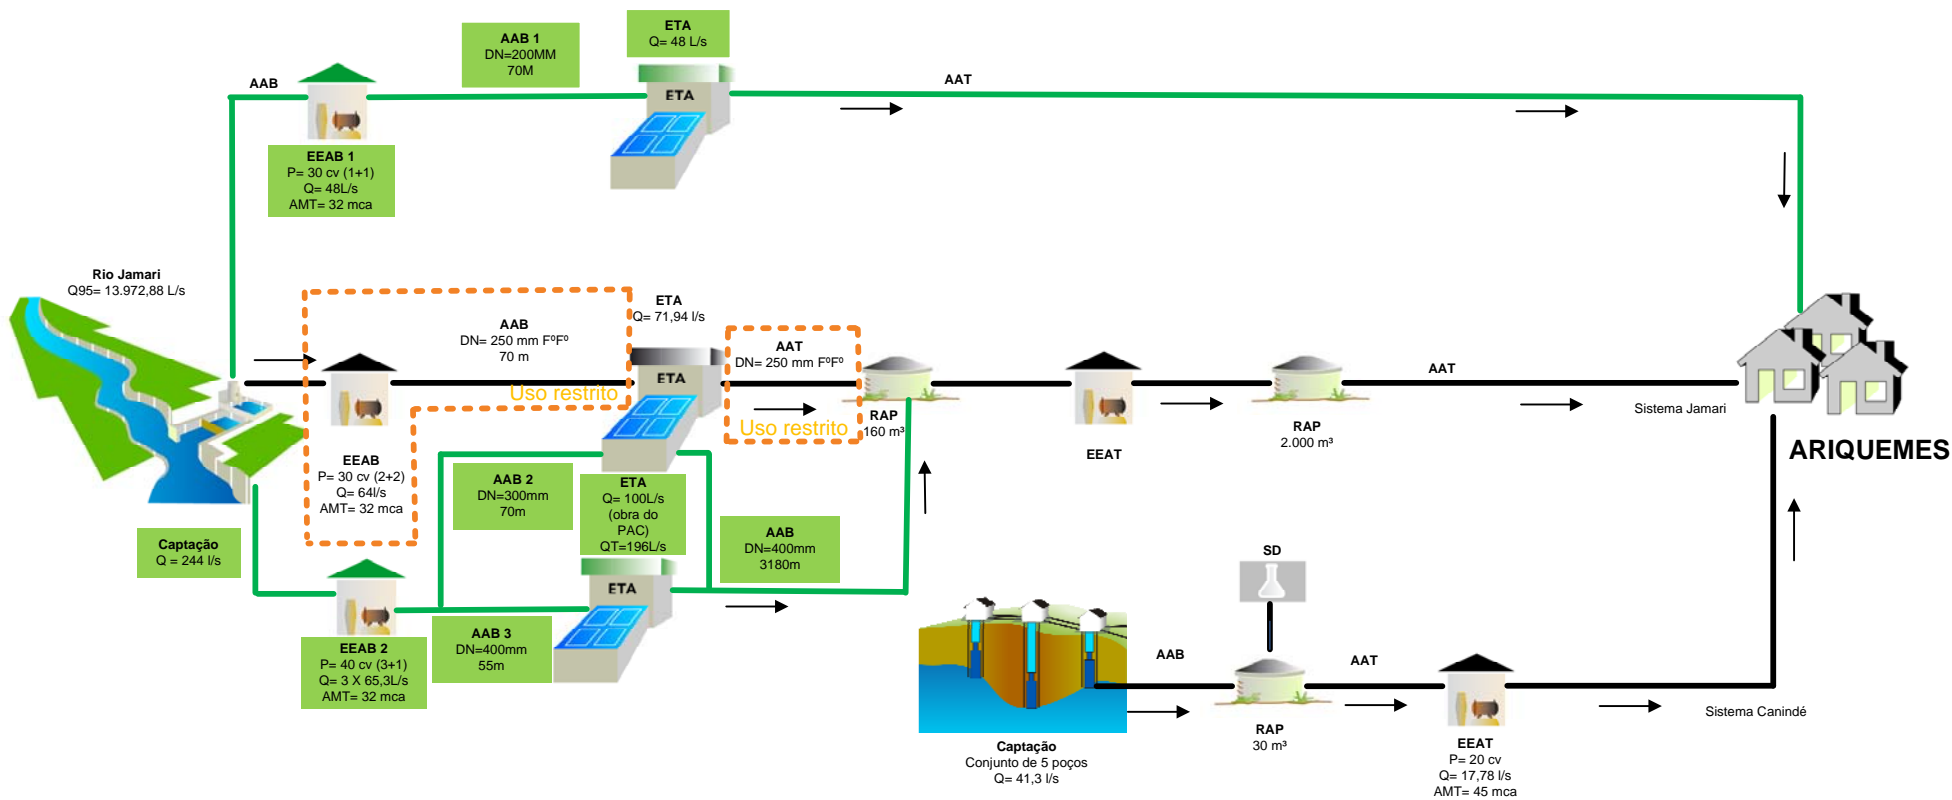 AAB
AAB 1
DN=200MM
70M
ETA
Q= 48 L/s
ETA
AAT
EEAB 1
P= 30 cv (1+1)
Q= 48L/s
AMT= 32 mca
Rio Jamari
Q95= 13.972,88 L/s
AAB
DN= 250 mm FºFº
70 m
Uso restrito
ETA
Q= 71,94 l/s
ETA
AAT
DN= 250 mm FºFº
Uso restrito
RAP
160 m³
EEAT
RAP
2.000 m³
AAT
Sistema Jamari
ARIQUEMES
EEAB
P= 30 cv (2+2)
Q= 64l/s
AMT= 32 mca
Captação
Q = 244 l/s
AAB 2
DN=300mm
70m
ETA
Q= 100L/s
(obra do
PAC)
QT=196L/s
AAB
DN=400mm
3180m
ETA
EEAB 2
P= 40 cv (3+1)
Q= 3 X 65,3L/s
AMT= 32 mca
AAB 3
DN=400mm
55m
SD
AAB
AAT
RAP
30 m³
Sistema Canindé
Captação
Conjunto de 5 poços
Q= 41,3 l/s
EEAT
P= 20 cv
Q= 17,78 l/s
AMT= 45 mca